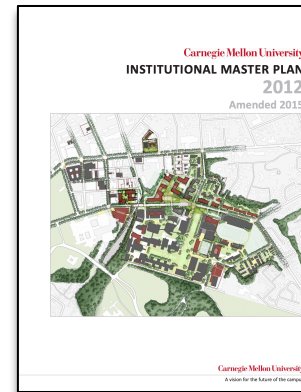 Carnegie Mellon University
INSTITUTIONAL MASTER PLAN
2012
Amended 2015
Carnegie Mellon University
A vision for the future of the campus